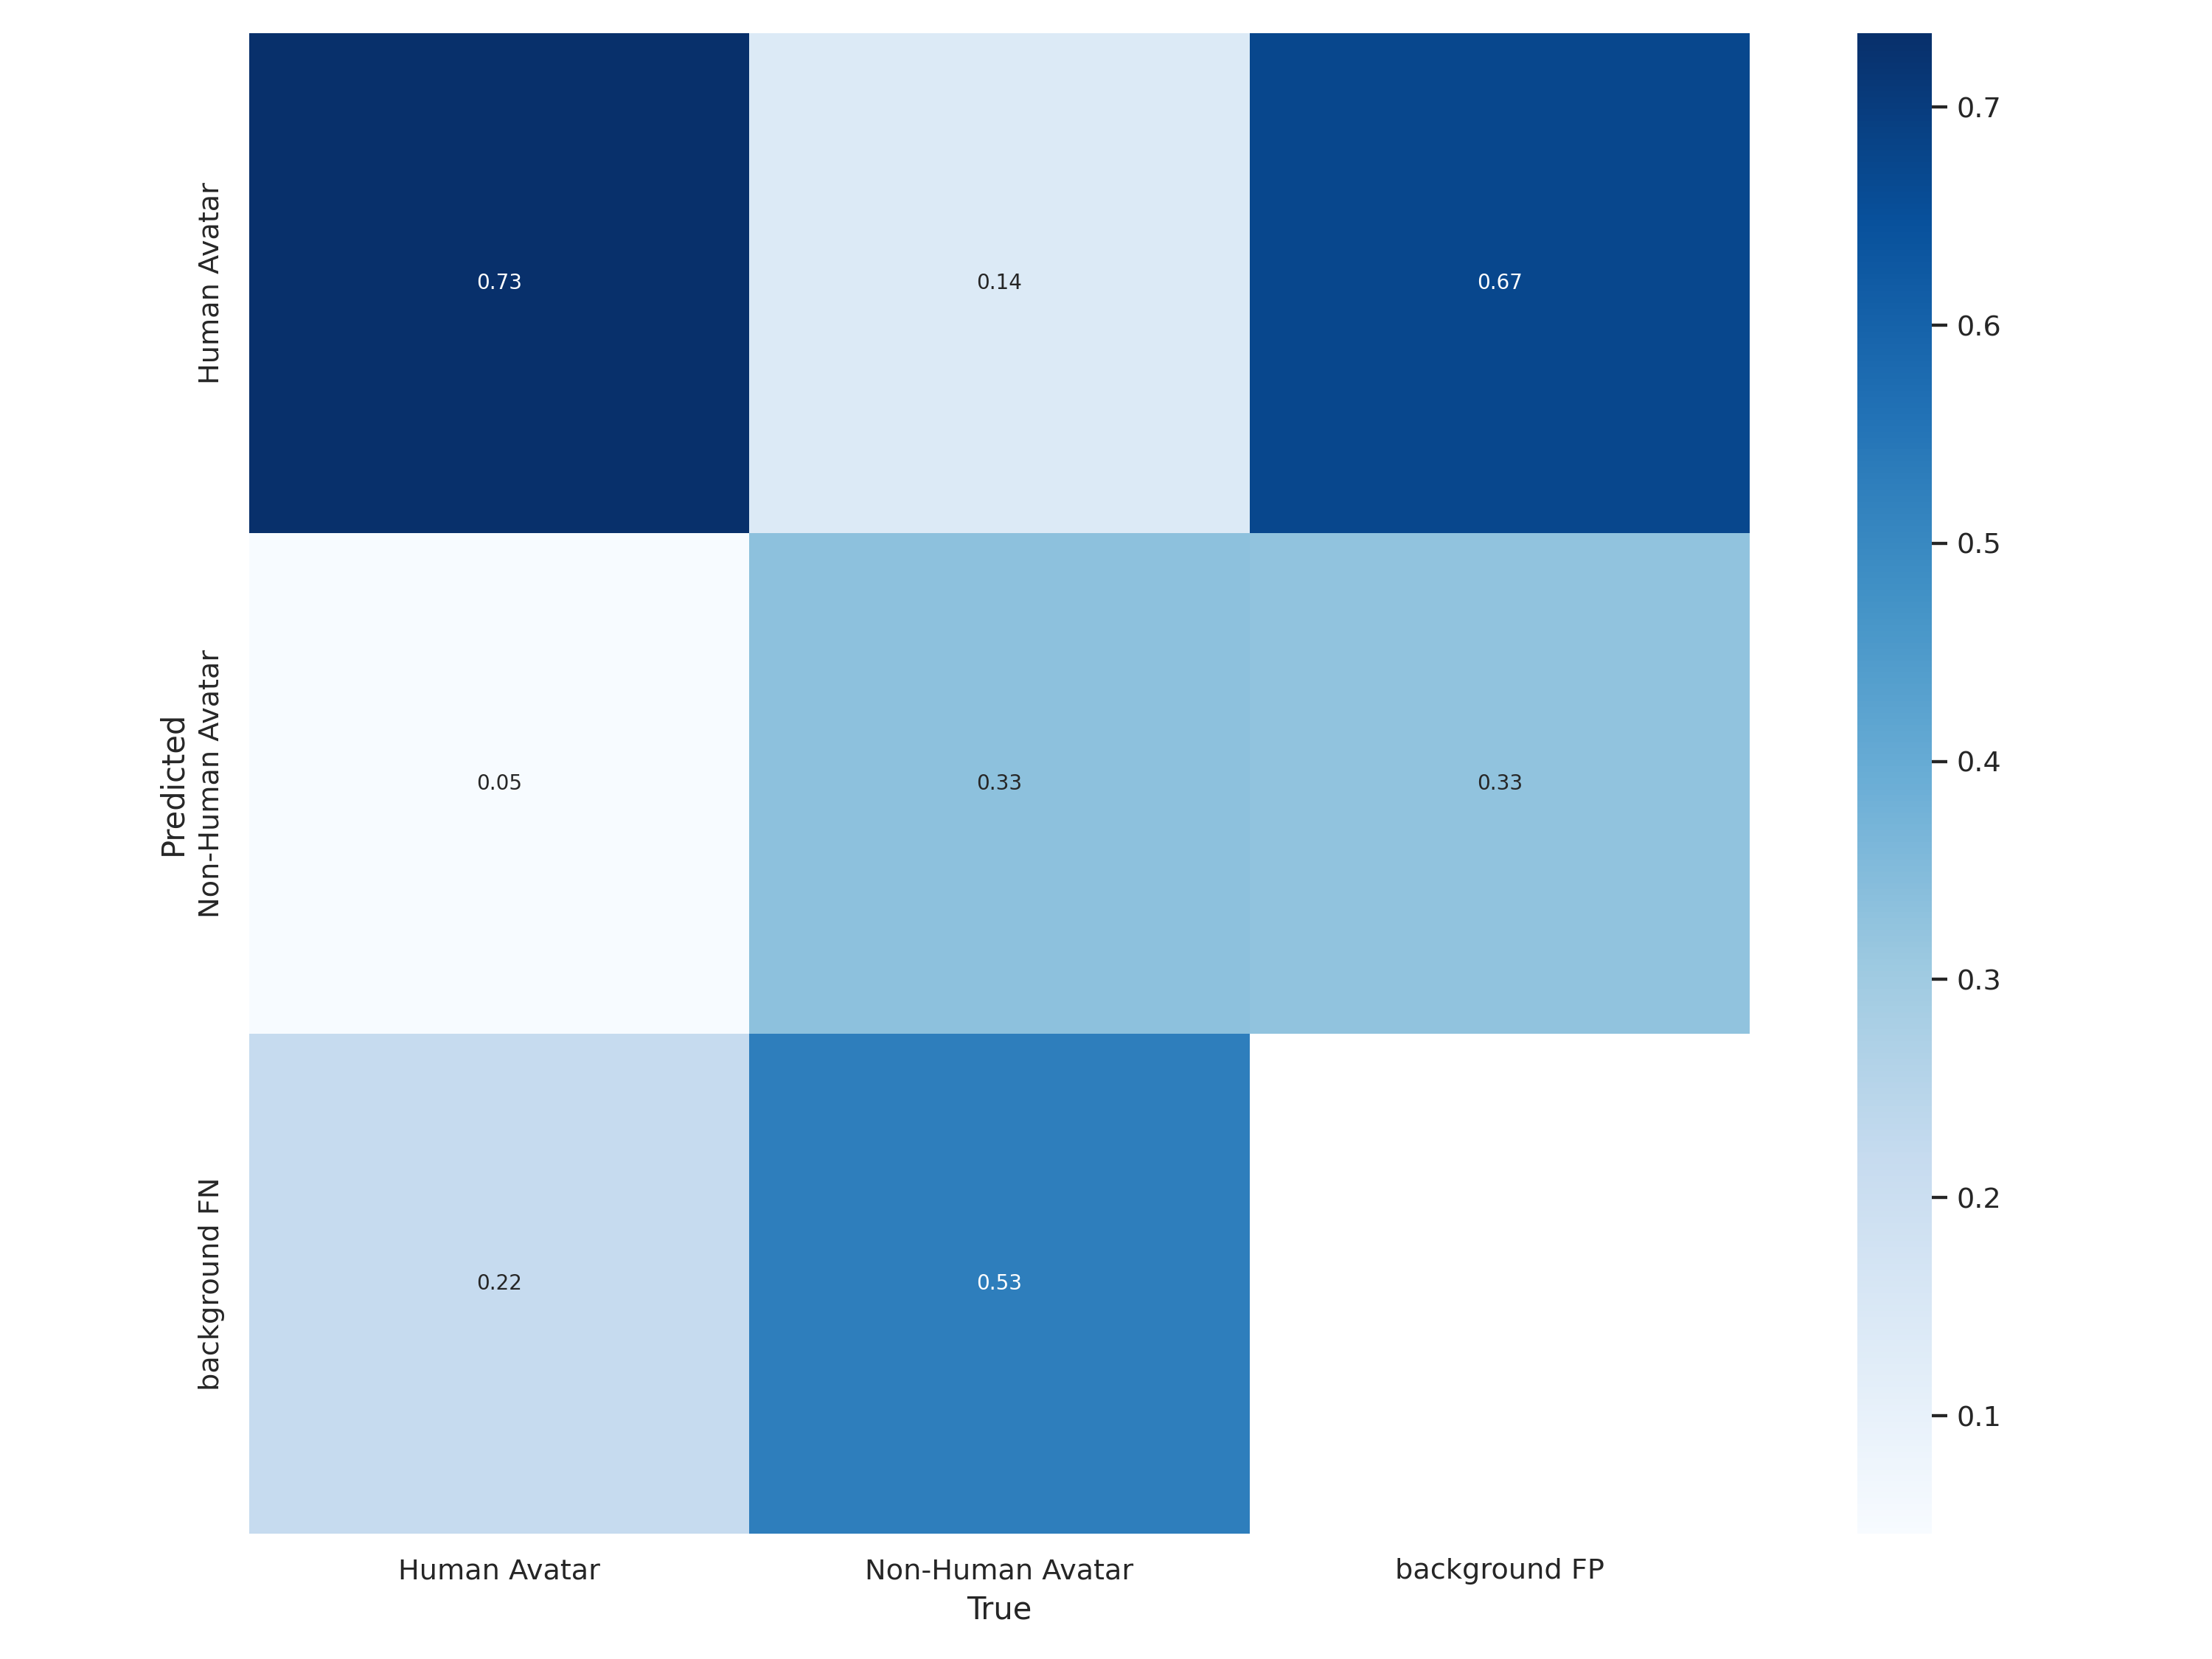 Predicted
Human Avatar
Non-Human Avatar
background FN
0.73
0.14
0.67
0.05
0.33
0.33
0.22
0.53
Human Avatar
Non-Human Avatar
background FP
True
0.7
0.6
0.5
0.4
0.3
0.2
0.1